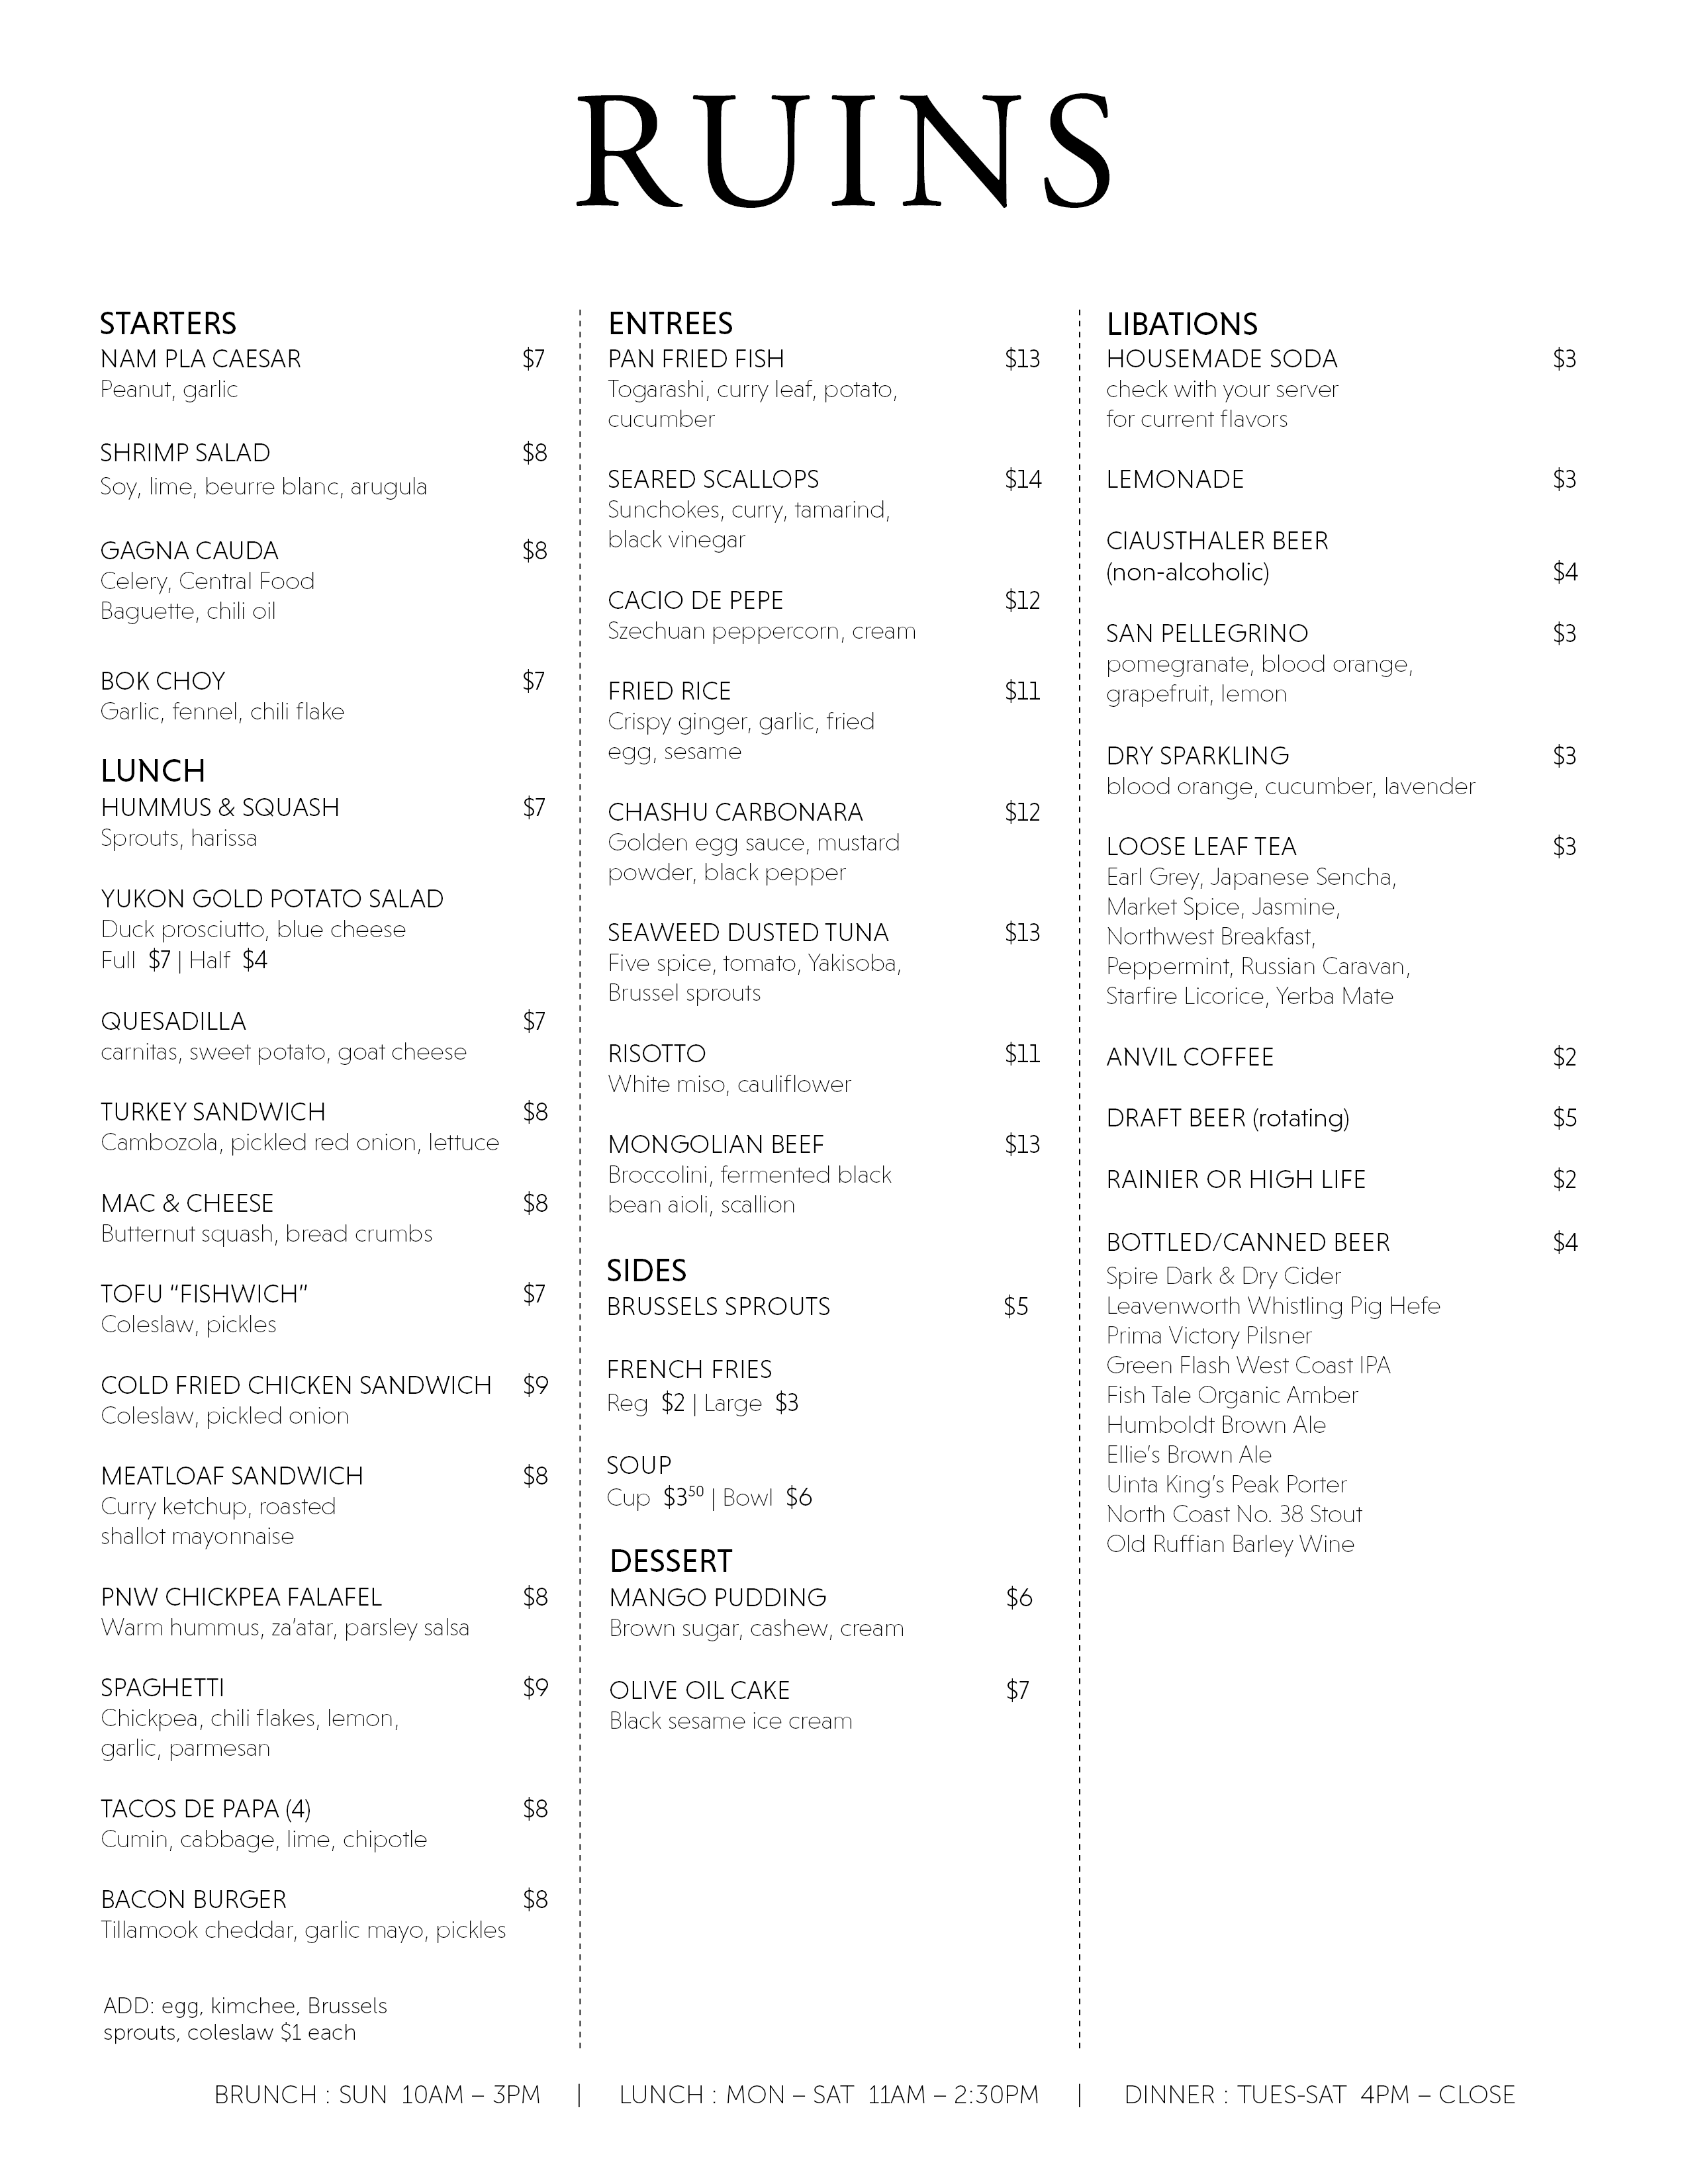 RUINS
STARTERS
NAM PLA CAESAR $7
Peanut, garlic
SHRIMP SALAD $8
Soy, lime, beurre blanc, arugula
GAGNA CAUDA $8
Celery, Central Food
Baguette, chili oil
BOK CHOY $7
Garlic, fennel, chili flake
LUNCH
HUMMUS & SQUASH $7
Sprouts, harissa
YUKON GOLD POTATO SALAD
Duck prosciutto, blue cheese
Full $7 | Half $4
QUESADILLA $7
carnitas, sweet potato, goat cheese
TURKEY SANDWICH $8
Cambozola, pickled red onion, lettuce
MAC & CHEESE $8
Butternut squash, bread crumbs
TOFU “FISHWICH” $7
Coleslaw, pickles
COLD FRIED CHICKEN SANDWICH $9
Coleslaw, pickled onion
MEATLOAF SANDWICH $8
Curry ketchup, roasted
shallot mayonnaise
PNW CHICKPEA FALAFEL $8
Warm hummus, za’atar, parsley salsa
SPAGHETTI $9
Chickpea, chili flakes, lemon,
garlic, parmesan
TACOS DE PAPA (4) $8
Cumin, cabbage, lime, chipotle
BACON BURGER $8
Tillamook cheddar, garlic mayo, pickles
ADD: egg, kimchee, Brussels
sprouts, coleslaw $1 each
ENTREES
PAN FRIED FISH $13
Togarashi, curry leaf, potato,
cucumber
SEARED SCALLOPS $14
Sunchokes, curry, tamarind,
black vinegar
CACIO DE PEPE $12
Szechuan peppercorn, cream
FRIED RICE $11
Crispy ginger, garlic, fried
egg, sesame
CHASHU CARBONARA $12
Golden egg sauce, mustard
powder, black pepper
SEAWEED DUSTED TUNA $13
Five spice, tomato, Yakisoba,
Brussel sprouts
RISOTTO $11
White miso, cauliflower
MONGOLIAN BEEF $13
Broccolini, fermented black
bean aioli, scallion
SIDES
BRUSSELS SPROUTS $5
FRENCH FRIES
Reg $2 | Large $3
SOUP
Cup $3⁵⁰ | Bowl $6
DESSERT
MANGO PUDDING $6
Brown sugar, cashew, cream
OLIVE OIL CAKE $7
Black sesame ice cream
LIBATIONS
HOUSEMADE SODA $3
check with your server
for current flavors
LEMONADE $3
CIAUSTHALER BEER
(non-alcoholic) $4
SAN PELLEGRINO $3
pomegranate, blood orange,
grapefruit, lemon
DRY SPARKLING $3
blood orange, cucumber, lavender
LOOSE LEAF TEA $3
Earl Grey, Japanese Sencha,
Market Spice, Jasmine,
Northwest Breakfast,
Peppermint, Russian Caravan,
Starfire Licorice, Yerba Mate
ANVIL COFFEE $2
DRAFT BEER (rotating) $5
RAINIER OR HIGH LIFE $2
BOTTLED/CANNED BEER $4
Spire Dark & Dry Cider
Leavenworth Whistling Pig Hefe
Prima Victory Pilsner
Green Flash West Coast IPA
Fish Tale Organic Amber
Humboldt Brown Ale
Ellie’s Brown Ale
Uinta King’s Peak Porter
North Coast No. 38 Stout
Old Ruffian Barley Wine
BRUNCH : SUN 10AM – 3PM | LUNCH : MON – SAT 11AM – 2:30PM | DINNER : TUES-SAT 4PM – CLOSE